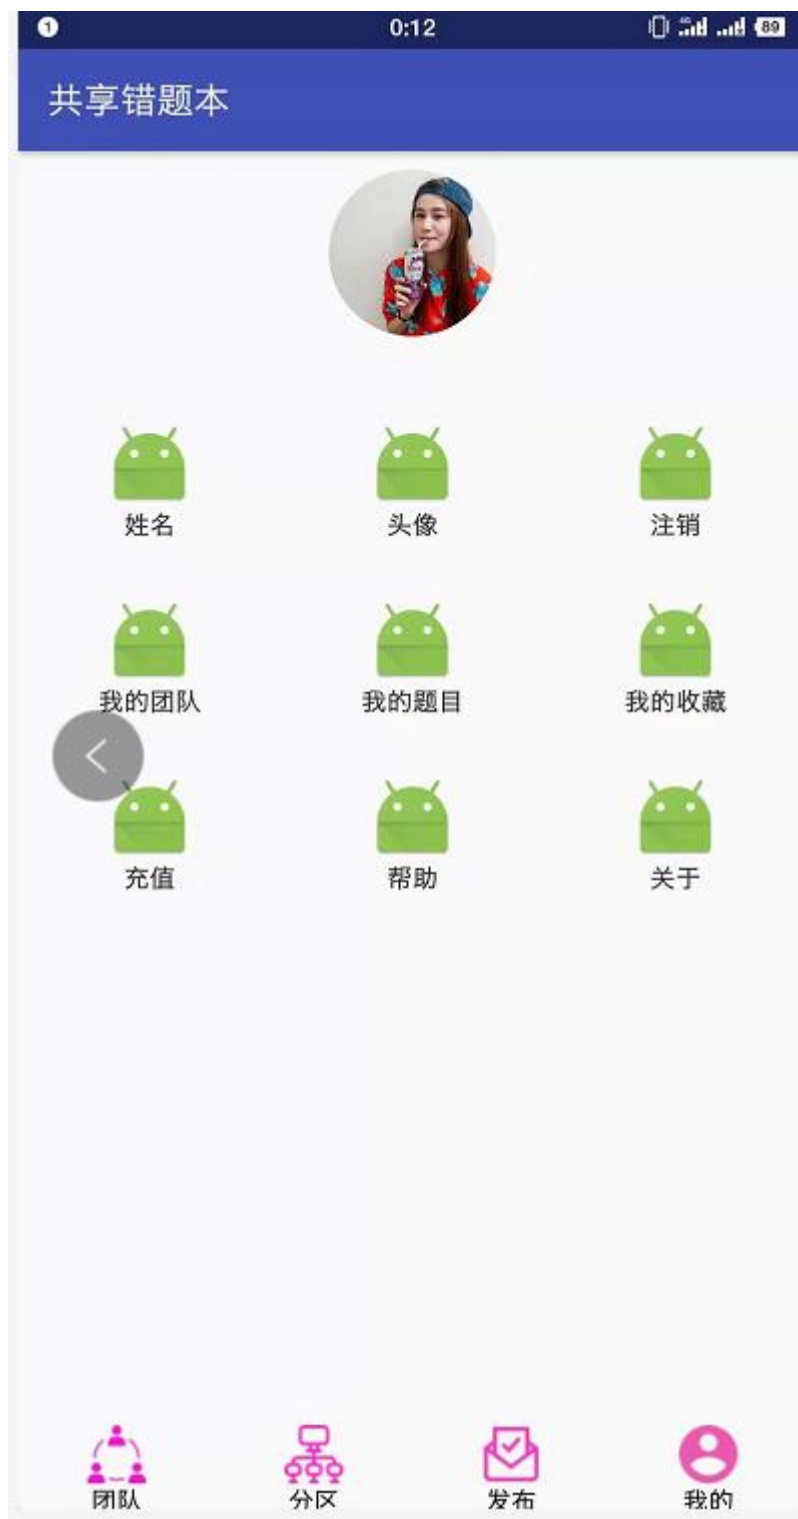 1 0:12 89
共享错题本
姓名 头像 注销
我的团队 我的题目 我的收藏
充值 帮助 关于
团队 分区 发布 我的